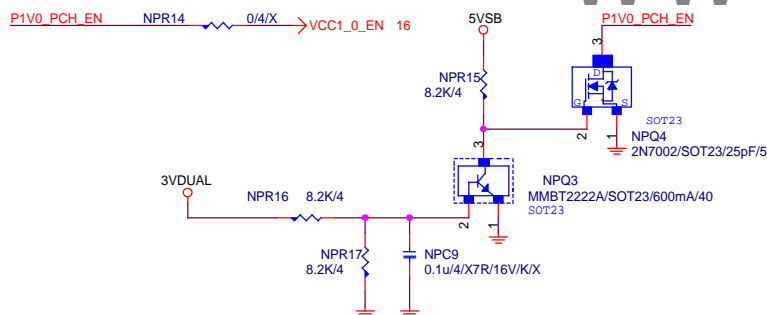 P1V0_PCH_EN
NPR14
0/4/X
VCC1_0_EN 16
5VSB
P1V0_PCH_EN
3
D
G
S
NPR15
8.2K/4
SOT23
2
1
NPQ4
2N7002/SOT23/25pF/5
3
3VDUAL
NPR16
8.2K/4
NPQ3
MMBT2222A/SOT23/600mA/40
SOT23
2
1
NPR17
8.2K/4
NPC9
0.1u/4/X7R/16V/K/X